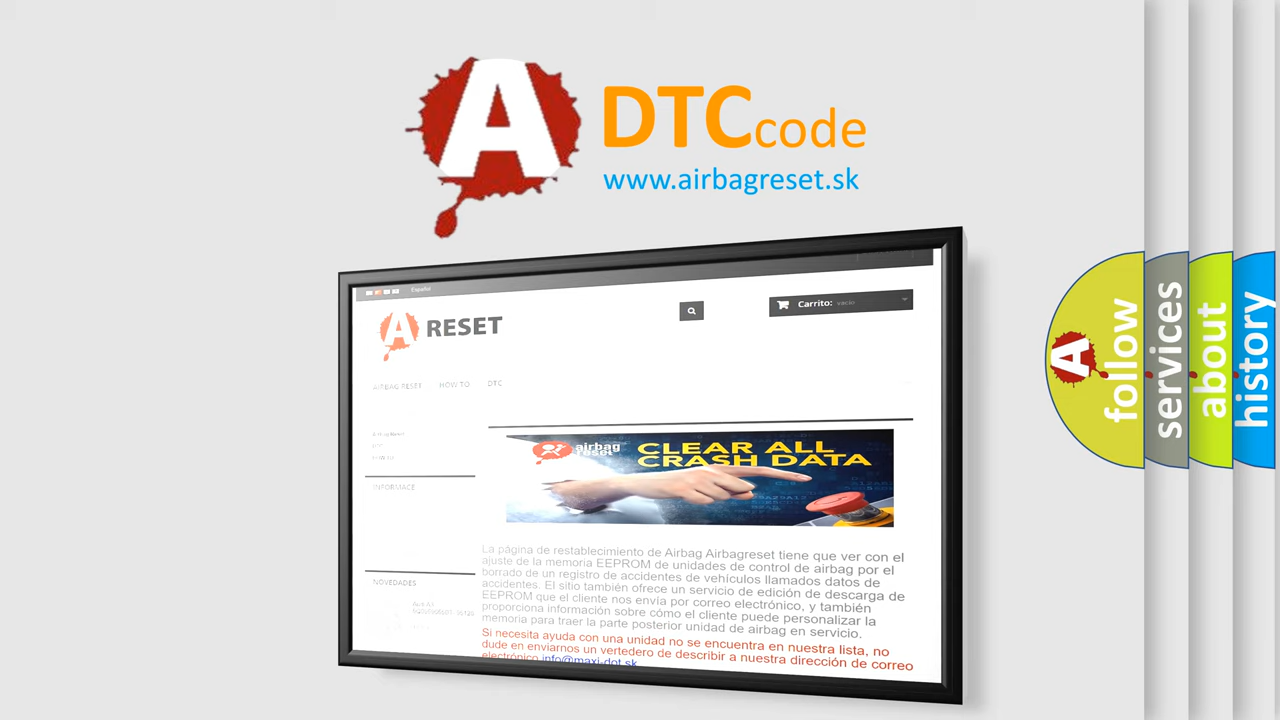 A
DTCcode
www.airbagreset.sk
Español
A RESET
Carrito: vacío
AIRBAG RESET HOW TO DTC
INFORMACE
NOVEDADES
airbag
reset
CLEAR ALL
CRASH DATA
La página de restablecimiento de Airbag Airbagreset tiene que ver con el
ajuste de la memoria EEPROM de unidades de control de airbag por el
borrado de un registro de accidentes de vehículos llamados datos de
accidentes. El sitio también ofrece un servicio de edición de descarga de
EEPROM que el cliente nos envía por correo electrónico, y también
proporciona información sobre cómo el cliente puede personalizar la
memoria para traer la parte posterior unidad de airbag en servicio.
Si necesita ayuda con una unidad no se encuentra en nuestra lista, no
dude en enviarnos un vertedero de describir a nuestra dirección de correo
electrónico info@maxi-dot.sk
A
follow
services
about
history